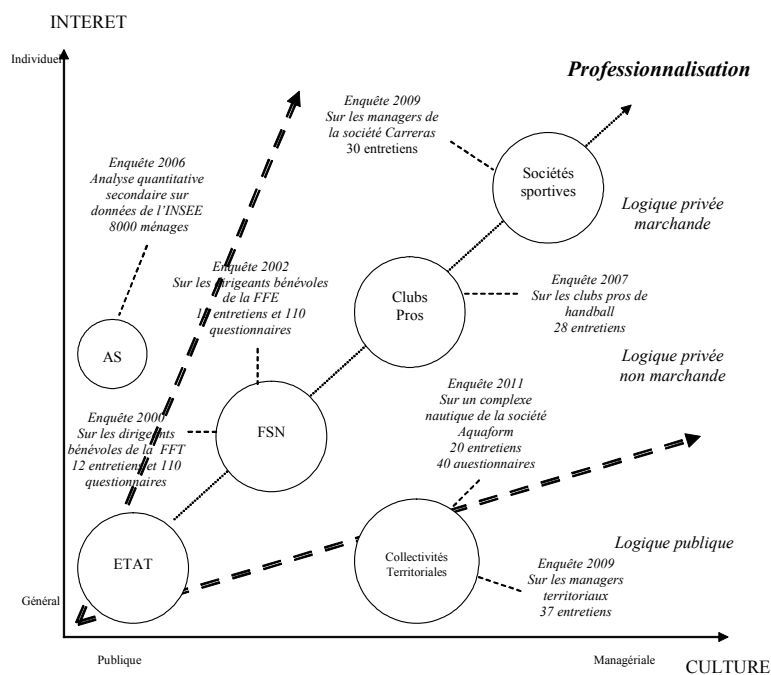 INTERET
Individuel
Professionnalisation
Enquête 2009
Sur les managers de
la société Carreras
30 entretiens
Sociétés
sportives
Enquête 2006
Analyse quantitative
secondaire sur
données de l'INSEE
8000 ménages
Logique privée
marchande
Enquête 2002
Sur les dirigeants bénévoles
de la FFE
entretiens et 110
questionnaires
Clubs
Pros
Enquête 2007
Sur les clubs pros de
handball
28 entretiens
AS
Logique privée
non marchande
Enquête 2011
Sur un complexe
nautique de la société
Aquaform
20 entretiens
40 auestionnaires
FSN
Enquête 2000
Sur les dirigeants
bénévoles de la FFT
12 entretiens et 110
questionnaires
ETAT
Collectivités
Territoriales
Logique publique
Enquête 2009
Sur les managers
territoriaux
37 entretiens
Général
Publique
Managériale
CULTURE